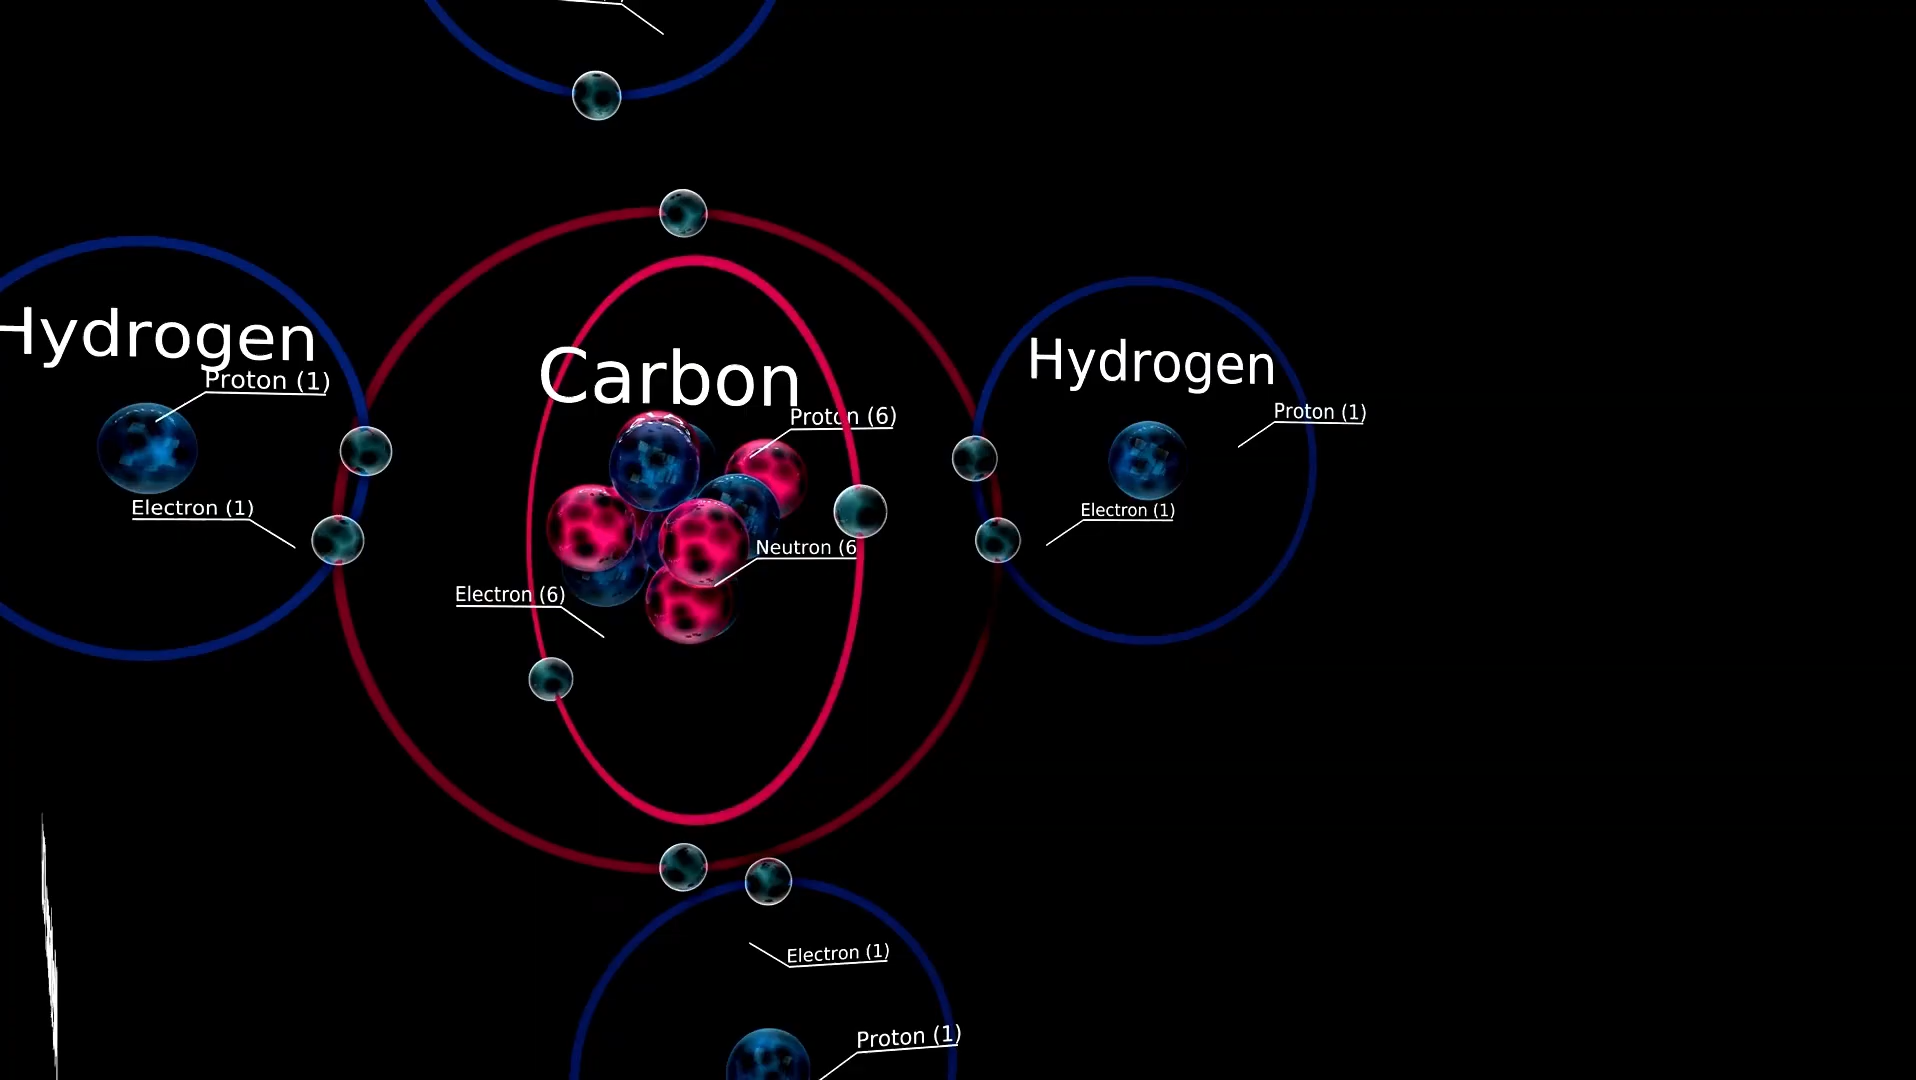 Hydrogen
Proton (1)
Electron (1)
Carbon
Proton (6)
Neutron (6
Electron (6)
Hydrogen
Proton (1)
Electron (1)
Electron (1)
Proton (1)